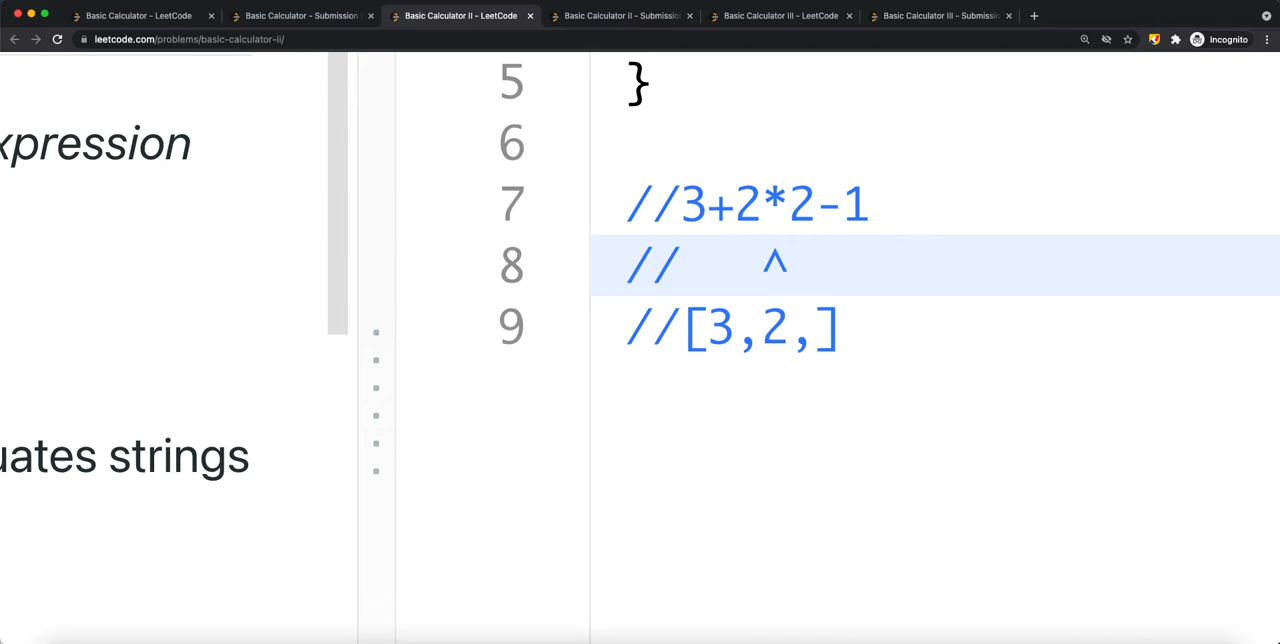 Basic Calculator - LeetCode
Basic Calculator - Submission
Basic Calculator II - LeetCode
Basic Calculator II - Submissio
Basic Calculator III - LeetCode
Basic Calculator III - Submissi
leetcode.com/problems/basic-calculator-ii/
Incognito
xpression
uates strings
5 }
6
7 //3+2*2-1
8 //   ^
9 //[3,2,]